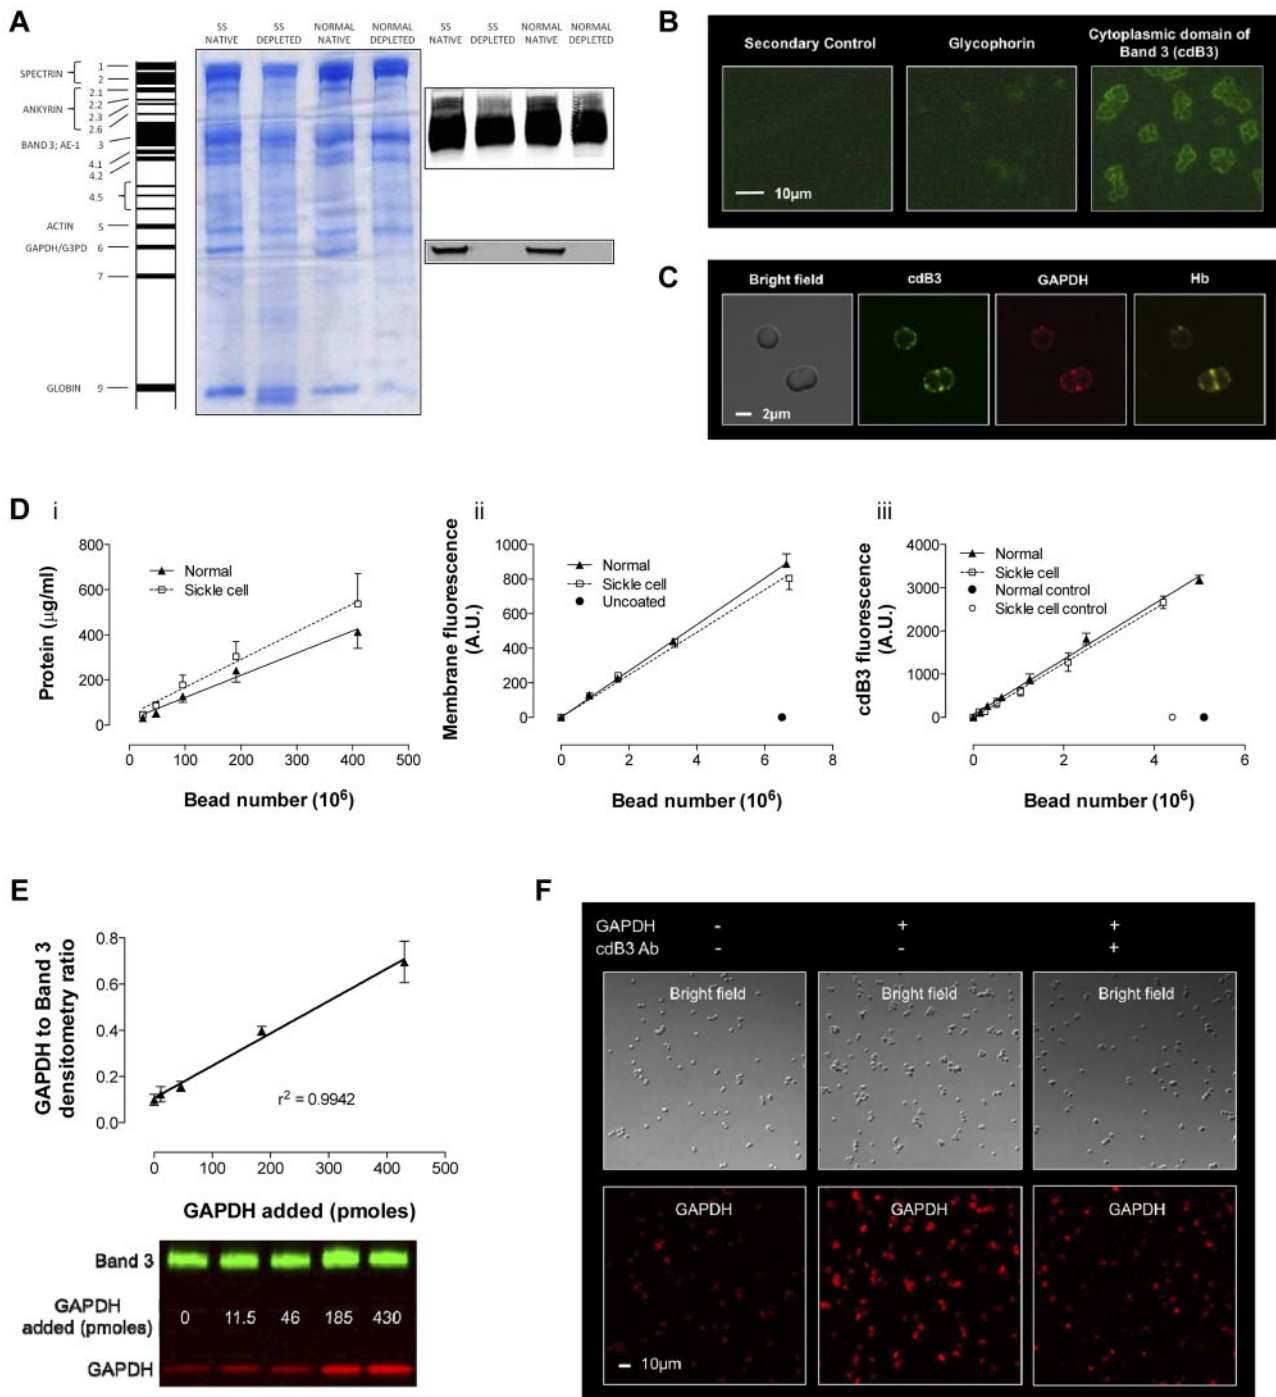 A
SS NATIVE
SS DEPLETED
NORMAL NATIVE
NORMAL DEPLETED
SS NATIVE
SS DEPLETED
NORMAL NATIVE
NORMAL DEPLETED
SPECTRIN
1
2
ANKYRIN
2.1
2.2
2.3
2.6
BAND 3; AE-1
3
4.1
4.2
4.5
ACTIN
5
GAPDH/G3PD
6
7
GLOBIN
9
B
Secondary Control
Glycophorin
Cytoplasmic domain of
Band 3 (cdB3)
10μm
C
Bright field
cdB3
GAPDH
Hb
2μm
D
i
Protein (μg/ml)
800
600
400
200
0
Normal
Sickle cell
0 100 200 300 400 500
Bead number (10⁶)
ii
Membrane fluorescence
(A.U.)
1000
800
600
400
200
0
Normal
Sickle cell
Uncoated
0 2 4 6 8
Bead number (10⁶)
iii
cdB3 fluorescence
(A.U.)
4000
3000
2000
1000
0
Normal
Sickle cell
Normal control
Sickle cell control
0 2 4 6
Bead number (10⁶)
E
GAPDH to Band 3
densitometry ratio
0.8
0.6
0.4
0.2
0.0
r² = 0.9942
0 100 200 300 400 500
GAPDH added (pmoles)
Band 3
GAPDH
added (pmoles)
0 11.5 46 185 430
GAPDH
F
GAPDH - + +
cdB3 Ab - - +
Bright field
Bright field
Bright field
GAPDH
GAPDH
GAPDH
10μm